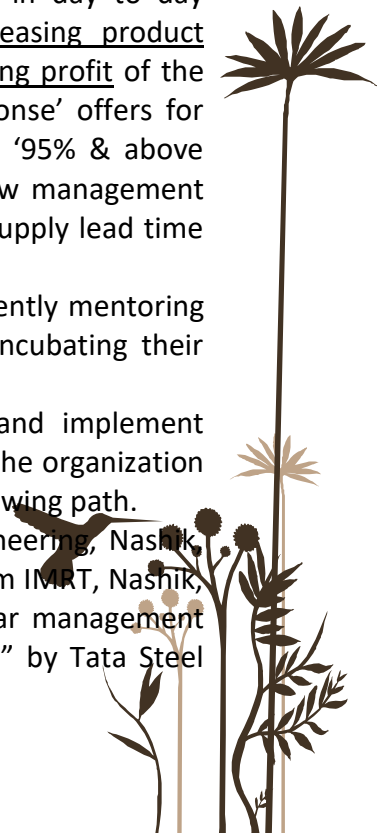 in day to day
easing product
ng profit of the
onse’ offers for
‘95% & above
w management
upply lead time
ently mentoring
ncubating their
and implement
he organization
wing path.
neering, Nashik,
m IMRT, Nashik,
ar management
” by Tata Steel